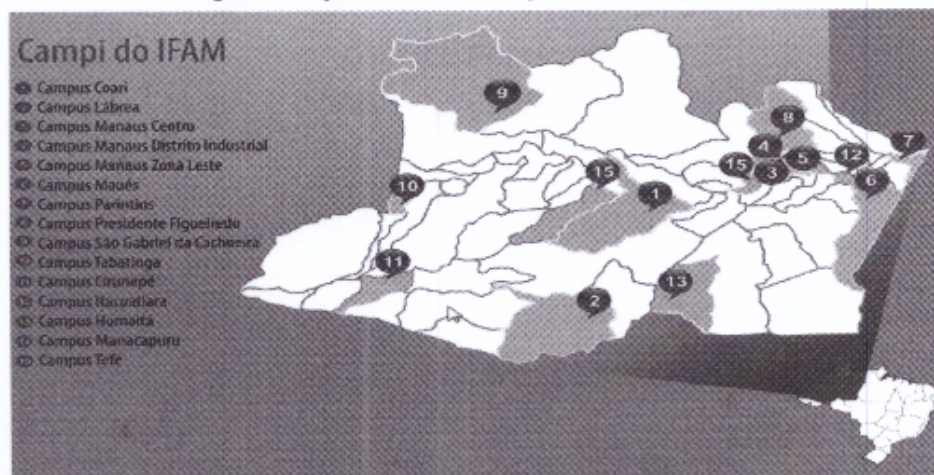 Campi do IFAM
Campus Coari
Campus Lábrea
Campus Manaus Centro
Campus Manaus Distrito Industrial
Campus Manaus Zona Leste
Campus Maués
Campus Parintins
Campus Presidente Figueiredo
Campus São Gabriel da Cachoeira
Campus Tabatinga
Campus Eirunepé
Campus Itacoatiara
Campus Humaitá
Campus Manacapuru
Campus Tefé
9
8
7
4
5
12
15
3
6
15
10
1
11
13
2